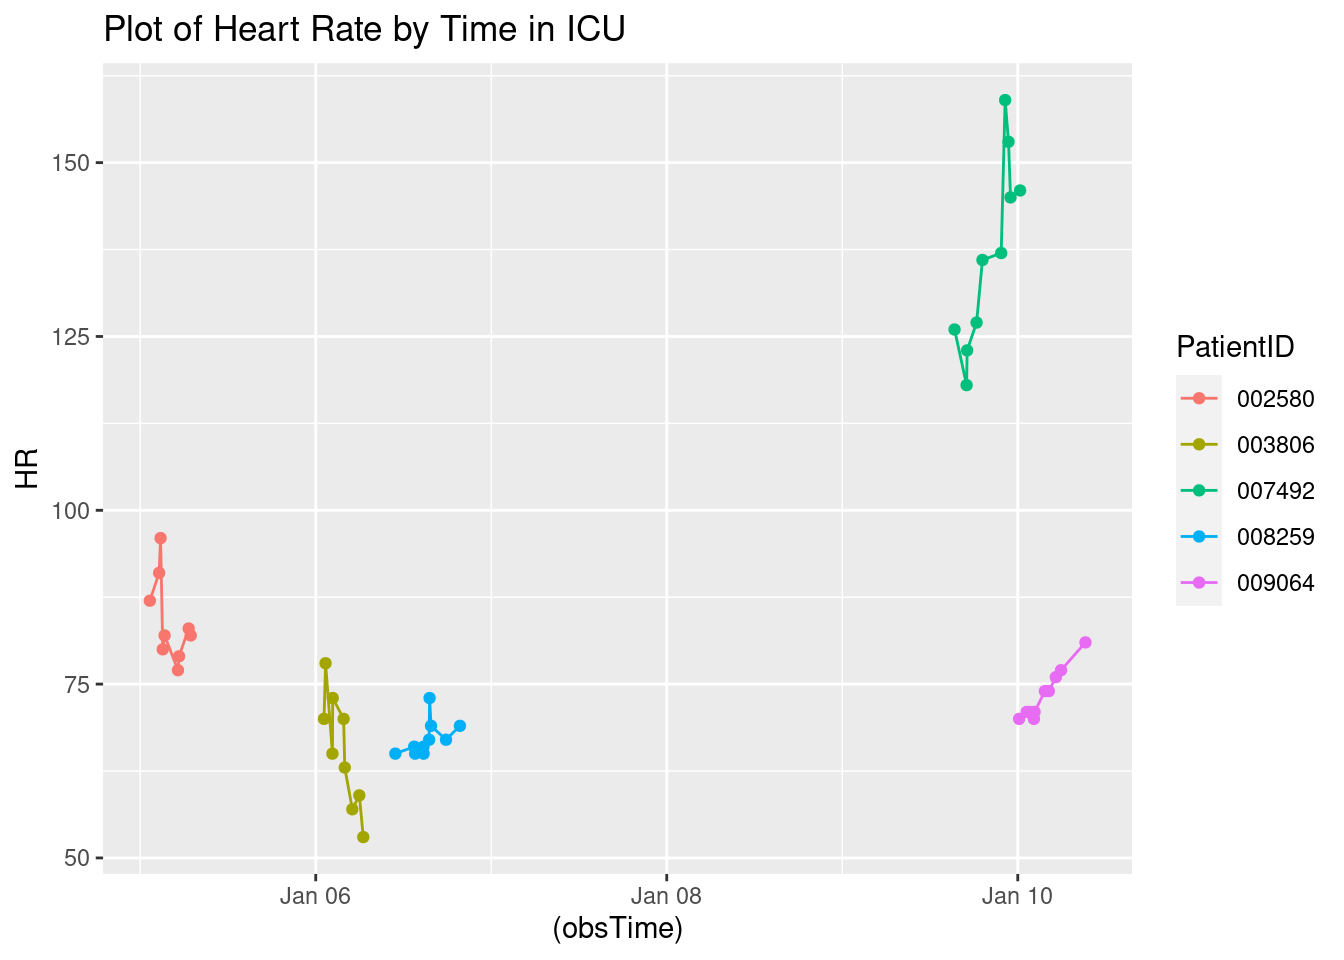 Plot of Heart Rate by Time in ICU
150
125
100
75
50
HR
Jan 06
Jan 08
Jan 10
(obsTime)
PatientID
002580
003806
007492
008259
009064